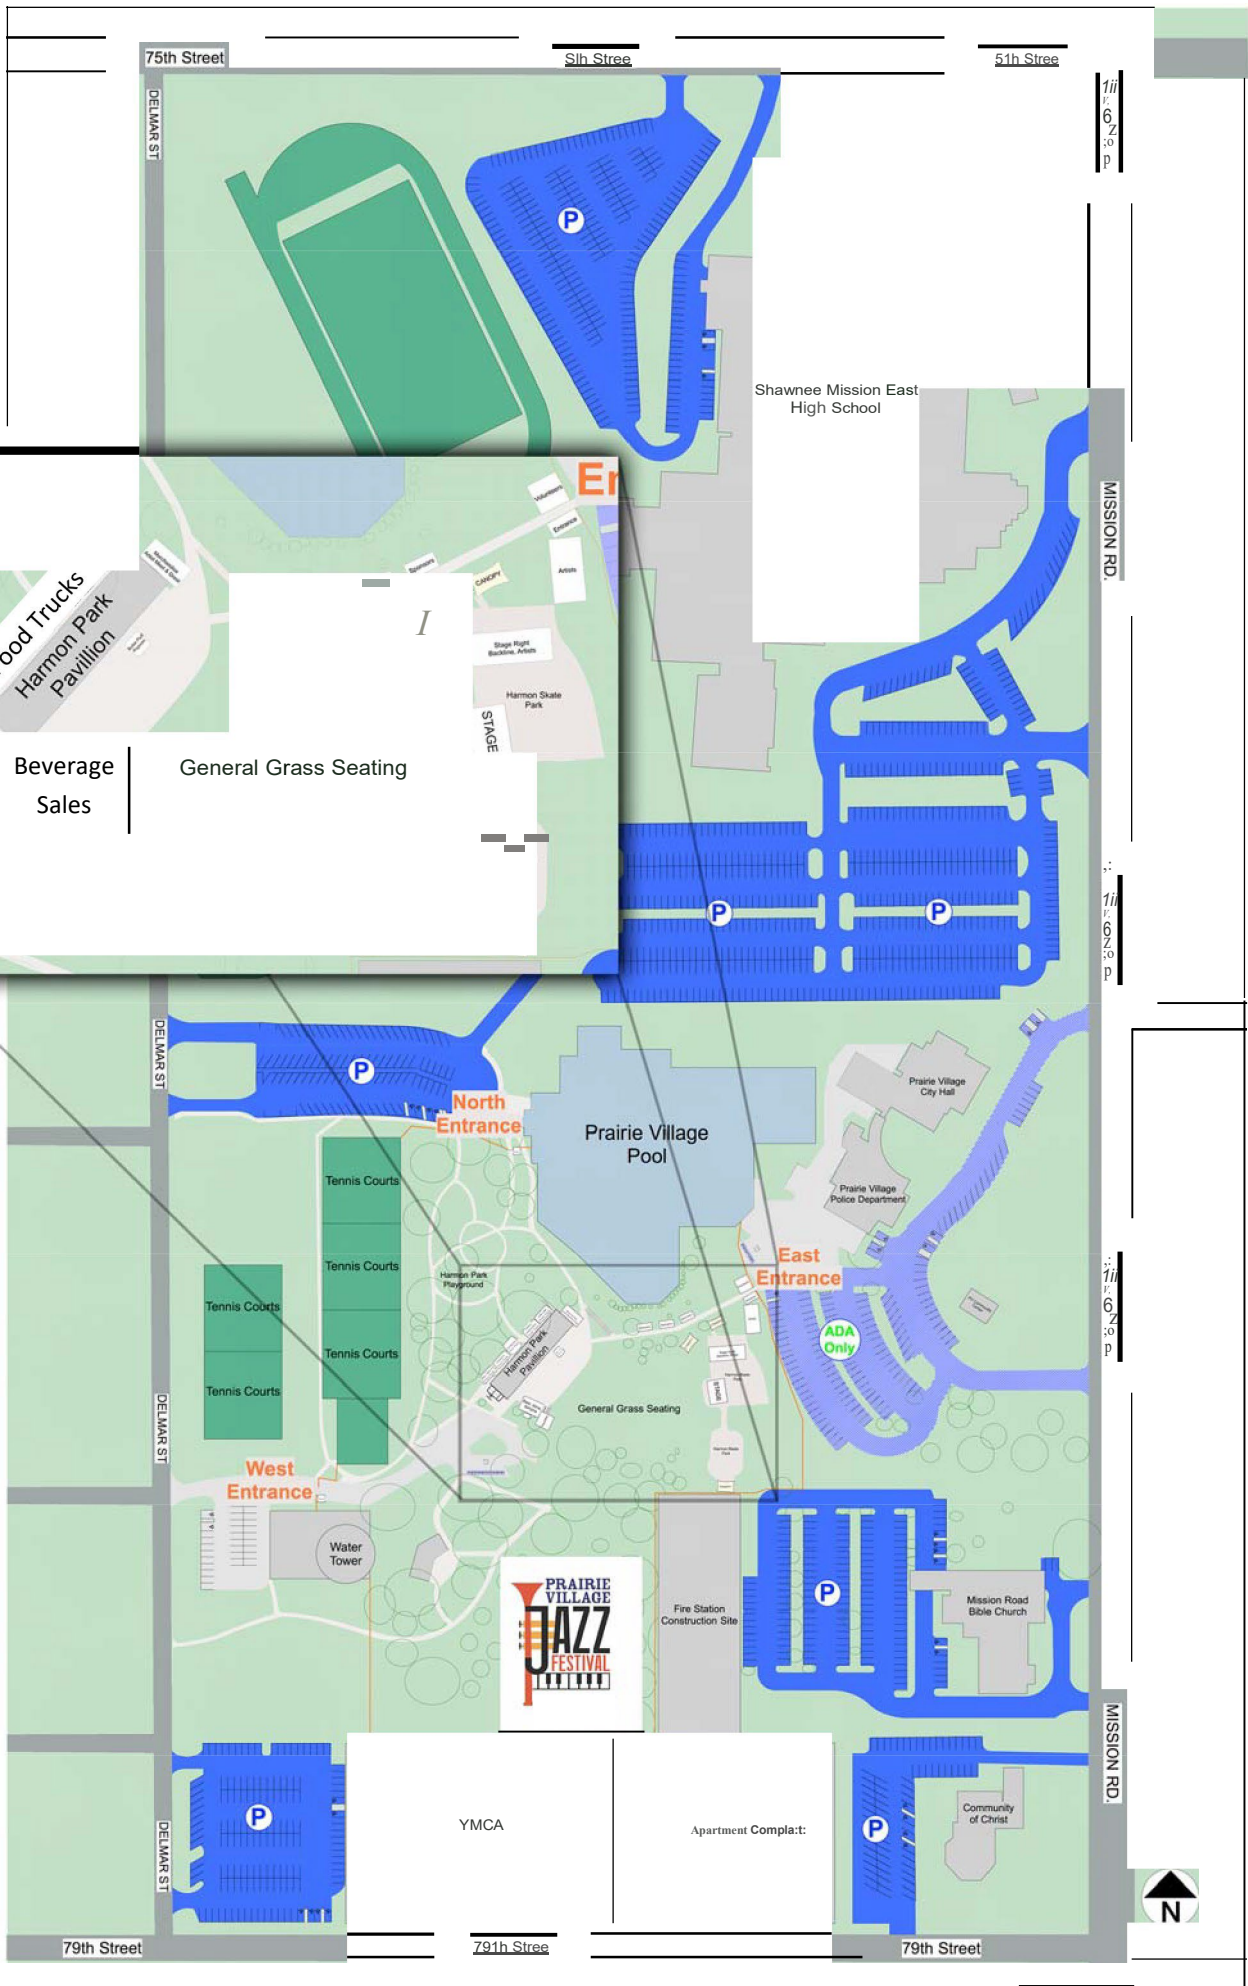 75th Street
Slh Stree
51h Stree
DELMAR ST
P
Shawnee Mission East
High School
MISSION RD.
Er
Volunteers
Entrance
Sponsors
CANOPY
Artists
ood Trucks
Harmon Park
Pavillion
I
Stage Right
Backline, Artists
Harmon Skate
Park
STAGE
Beverage
Sales
General Grass Seating
P
P
DELMAR ST
P
North
Entrance
Prairie Village
Pool
Prairie Village
City Hall
Prairie Village
Police Department
Tennis Courts
Tennis Courts
Tennis Courts
Tennis Courts
Tennis Courts
Harmon Park
Playground
East
Entrance
ADA
Only
Harmon Park
Pavillion
STAGE
General Grass Seating
DELMAR ST
West
Entrance
Water
Tower
PRAIRIE
VILLAGE
JAZZ
FESTIVAL
Fire Station
Construction Site
P
Mission Road
Bible Church
MISSION RD.
P
DELMAR ST
YMCA
Apartment Compla:t:
P
Community
of Christ
N
79th Street
791h Stree
79th Street